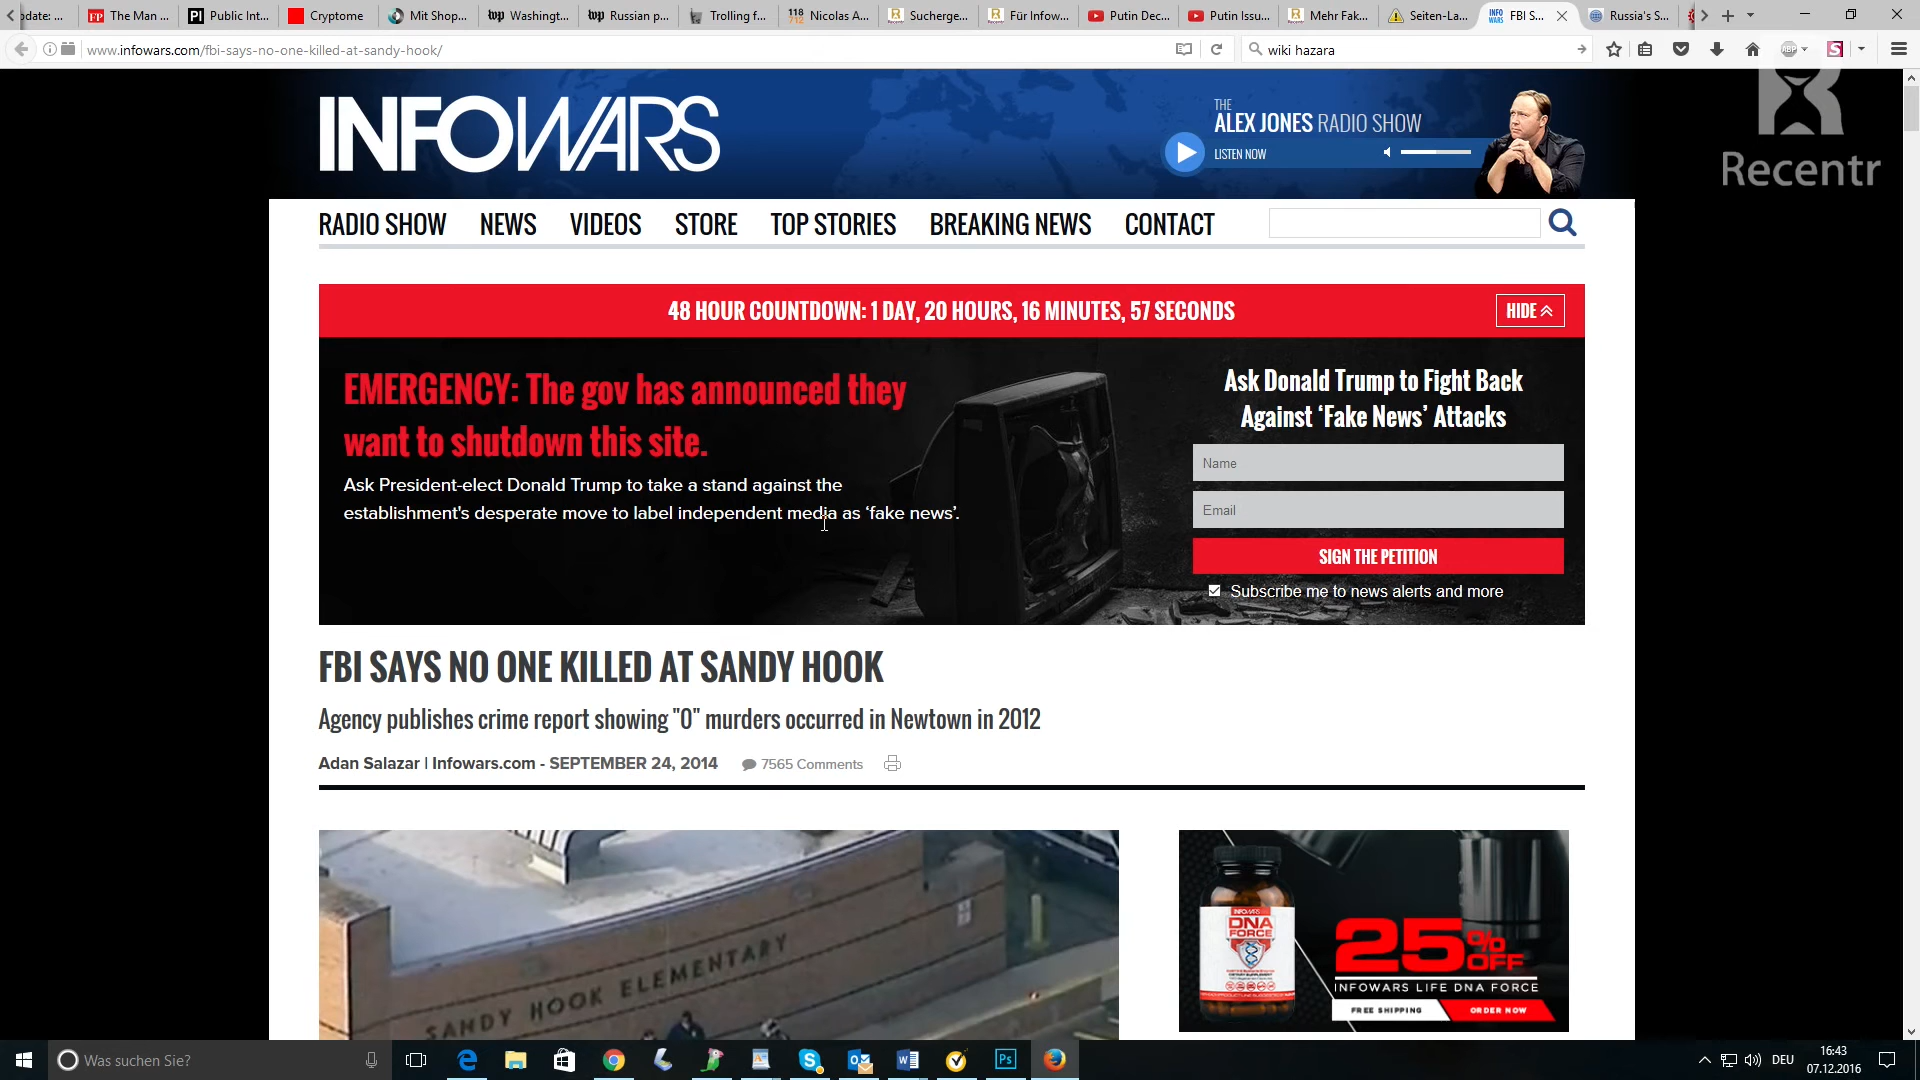 odate: ...
The Man ...
Public Int...
Cryptome
Mit Shop...
Washingt...
Russian p...
Trolling f...
Nicolas A...
Sucherge...
Für Infow...
Putin Dec...
Putin Issu...
Mehr Fak...
Seiten-La...
FBI S...
Russia's S...
www.infowars.com/fbi-says-no-one-killed-at-sandy-hook/
wiki hazara
Recentr
INFOWARS
THE
ALEX JONES RADIO SHOW
LISTEN NOW
RADIO SHOW NEWS VIDEOS STORE TOP STORIES BREAKING NEWS CONTACT
48 HOUR COUNTDOWN: 1 DAY, 20 HOURS, 16 MINUTES, 57 SECONDS
HIDE
EMERGENCY: The gov has announced they
want to shutdown this site.
Ask President-elect Donald Trump to take a stand against the
establishment's desperate move to label independent media as ‘fake news’.
Ask Donald Trump to Fight Back
Against ‘Fake News’ Attacks
Name
Email
SIGN THE PETITION
Subscribe me to news alerts and more
FBI SAYS NO ONE KILLED AT SANDY HOOK
Agency publishes crime report showing "0" murders occurred in Newtown in 2012
Adan Salazar | Infowars.com - SEPTEMBER 24, 2014
7565 Comments
SANDY HOOK ELEMENTARY
INFOWARS
DNA
FORCE
25% OFF
INFOWARS LIFE DNA FORCE
FREE SHIPPING
ORDER NOW
Was suchen Sie?
DEU
16:43
07.12.2016